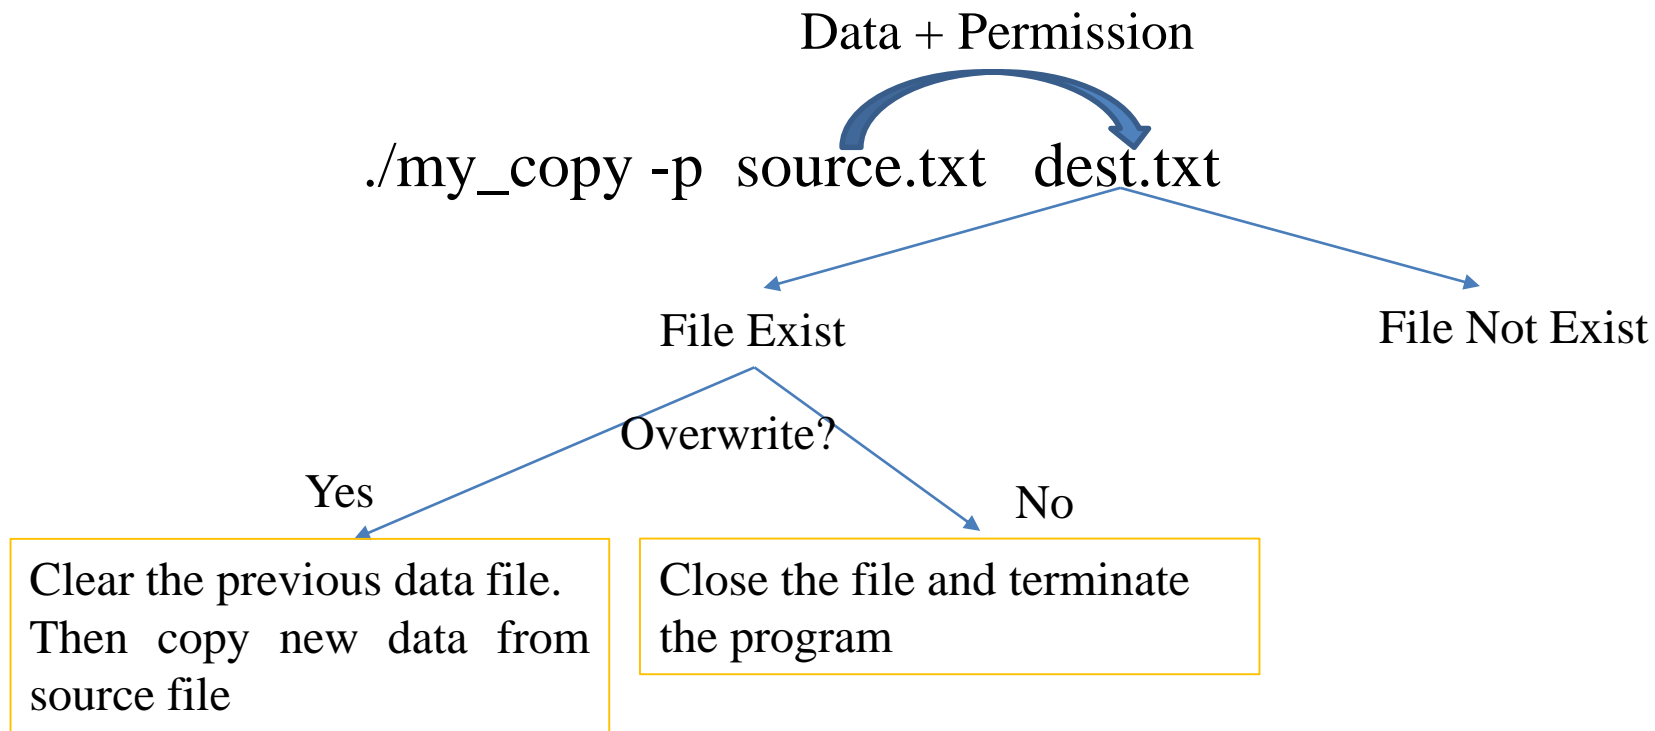 Data + Permission
./my_copy -p source.txt dest.txt
File Exist
File Not Exist
Overwrite?
Yes
No
Clear the previous data file.
Then copy new data from
source file
Close the file and terminate
the program